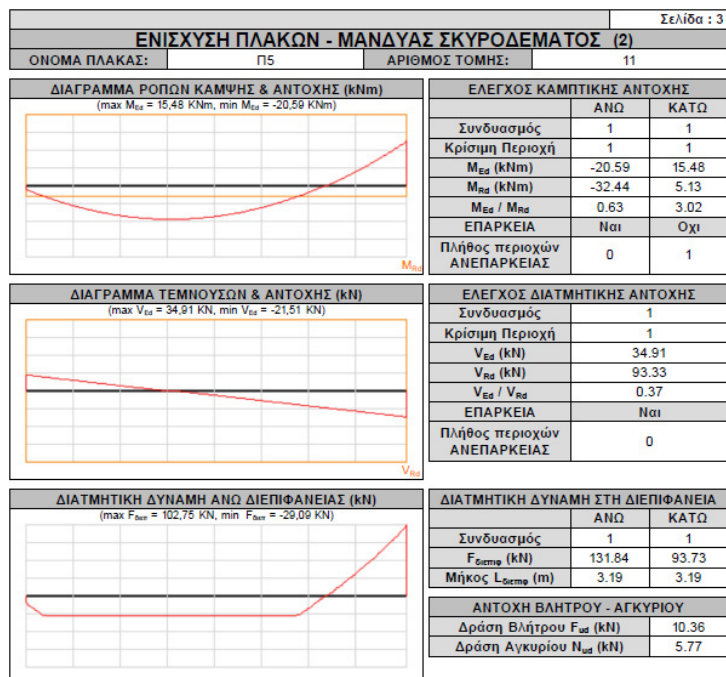 Σελίδα : 3
ΕΝΙΣΧΥΣΗ ΠΛΑΚΩΝ - ΜΑΝΔΥΑΣ ΣΚΥΡΟΔΕΜΑΤΟΣ (2)
ΟΝΟΜΑ ΠΛΑΚΑΣ: Π5 ΑΡΙΘΜΟΣ ΤΟΜΗΣ: 11
ΔΙΑΓΡΑΜΜΑ ΡΟΠΩΝ ΚΑΜΨΗΣ & ΑΝΤΟΧΗΣ (kNm)
(max MEd = 15,48 KNm, min MEd = -20,59 KNm)
MRd
ΕΛΕΓΧΟΣ ΚΑΜΠΤΙΚΗΣ ΑΝΤΟΧΗΣ
ΑΝΩ ΚΑΤΩ
Συνδυασμός 1 1
Κρίσιμη Περιοχή 1 1
MEd (kNm) -20.59 15.48
MRd (kNm) -32.44 5.13
MEd / MRd 0.63 3.02
ΕΠΑΡΚΕΙΑ Ναι Οχι
Πλήθος περιοχών
ΑΝΕΠΑΡΚΕΙΑΣ 0 1
ΔΙΑΓΡΑΜΜΑ ΤΕΜΝΟΥΣΩΝ & ΑΝΤΟΧΗΣ (kN)
(max VEd = 34,91 KN, min VEd = -21,51 KN)
VRd
ΕΛΕΓΧΟΣ ΔΙΑΤΜΗΤΙΚΗΣ ΑΝΤΟΧΗΣ
Συνδυασμός 1
Κρίσιμη Περιοχή 1
VEd (kN) 34.91
VRd (kN) 93.33
VEd / VRd 0.37
ΕΠΑΡΚΕΙΑ Ναι
Πλήθος περιοχών
ΑΝΕΠΑΡΚΕΙΑΣ 0
ΔΙΑΤΜΗΤΙΚΗ ΔΥΝΑΜΗ ΑΝΩ ΔΙΕΠΙΦΑΝΕΙΑΣ (kN)
(max Fδιεπ = 102,75 KN, min Fδιεπ = -29,09 KN)
ΔΙΑΤΜΗΤΙΚΗ ΔΥΝΑΜΗ ΣΤΗ ΔΙΕΠΙΦΑΝΕΙΑ
ΑΝΩ ΚΑΤΩ
Συνδυασμός 1 1
Fδιεπιφ (kN) 131.84 93.73
Μήκος Lδιεπιφ (m) 3.19 3.19
ΑΝΤΟΧΗ ΒΛΗΤΡΟΥ - ΑΓΚΥΡΙΟΥ
Δράση Βλήτρου Fud (kN) 10.36
Δράση Αγκυρίου Nud (kN) 5.77